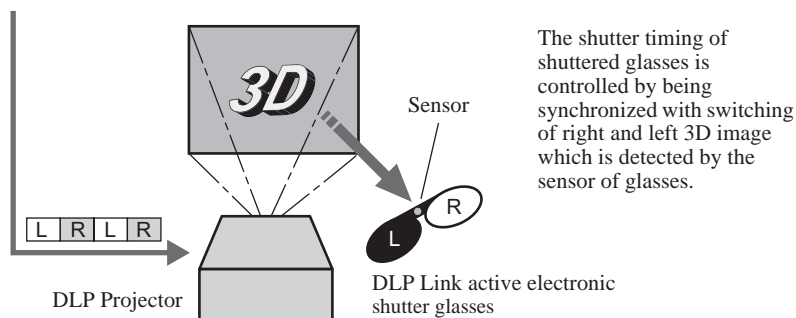 3D
The shutter timing of
shuttered glasses is
controlled by being
synchronized with switching
of right and left 3D image
which is detected by the
sensor of glasses.
Sensor
R
L
L R L R
DLP Projector
DLP Link active electronic
shutter glasses